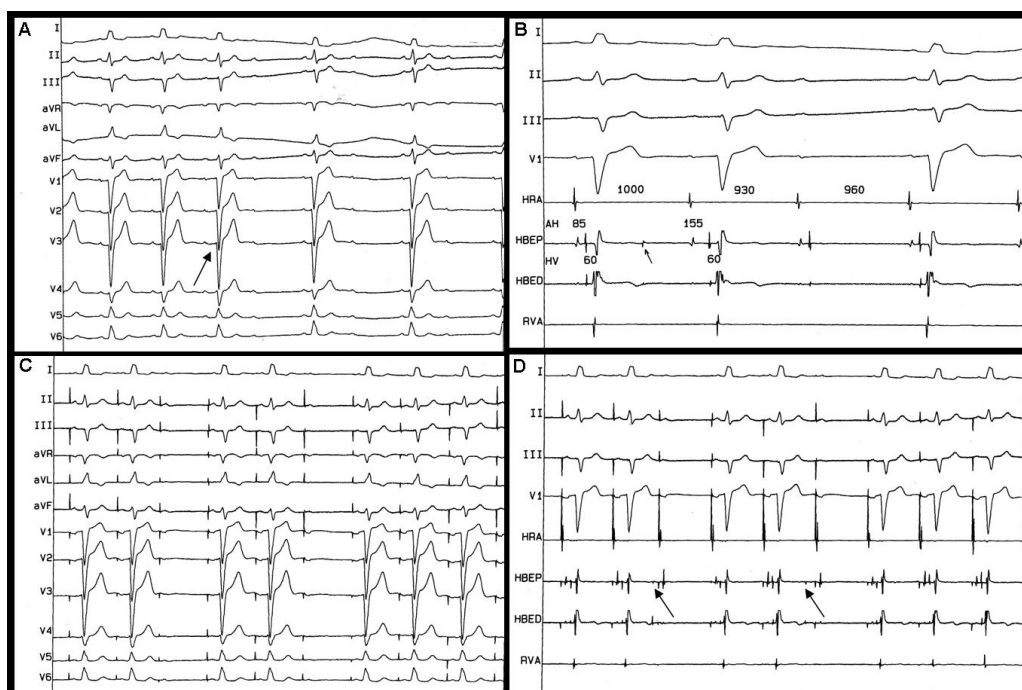 A
I
II
III
aVR
aVL
aVF
V1
V2
V3
V4
V5
V6
B
I
II
III
V1
1000 930 960
HRA
AH 85 155
HBEP
HV 60 60
HBED
RVA
C
I
II
III
aVR
aVL
aVF
V1
V2
V3
V4
V5
V6
D
I
II
III
V1
HRA
HBEP
HBED
RVA